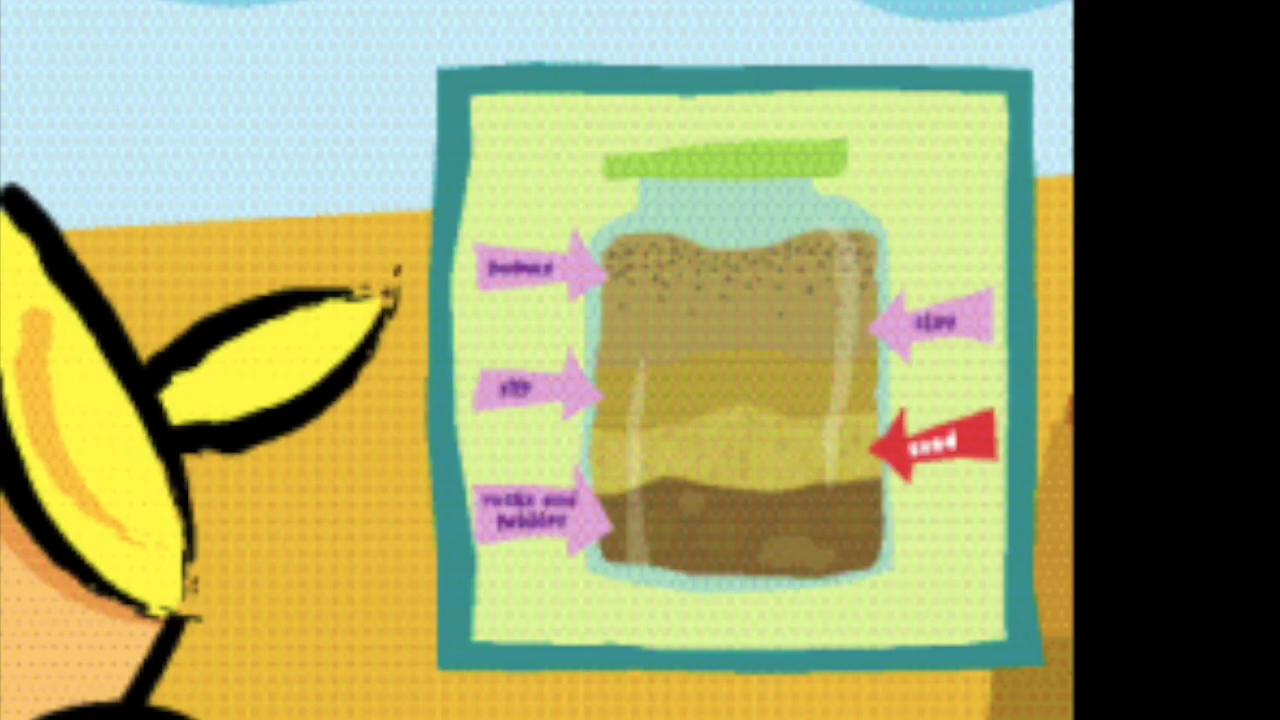 humus
clay
silt
sand
rocks and
pebbles